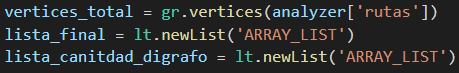 vertices_total = gr.vertices(analyzer['rutas'])
lista_final = lt.newList('ARRAY_LIST')
lista_canitdad_digrafo = lt.newList('ARRAY_LIST')